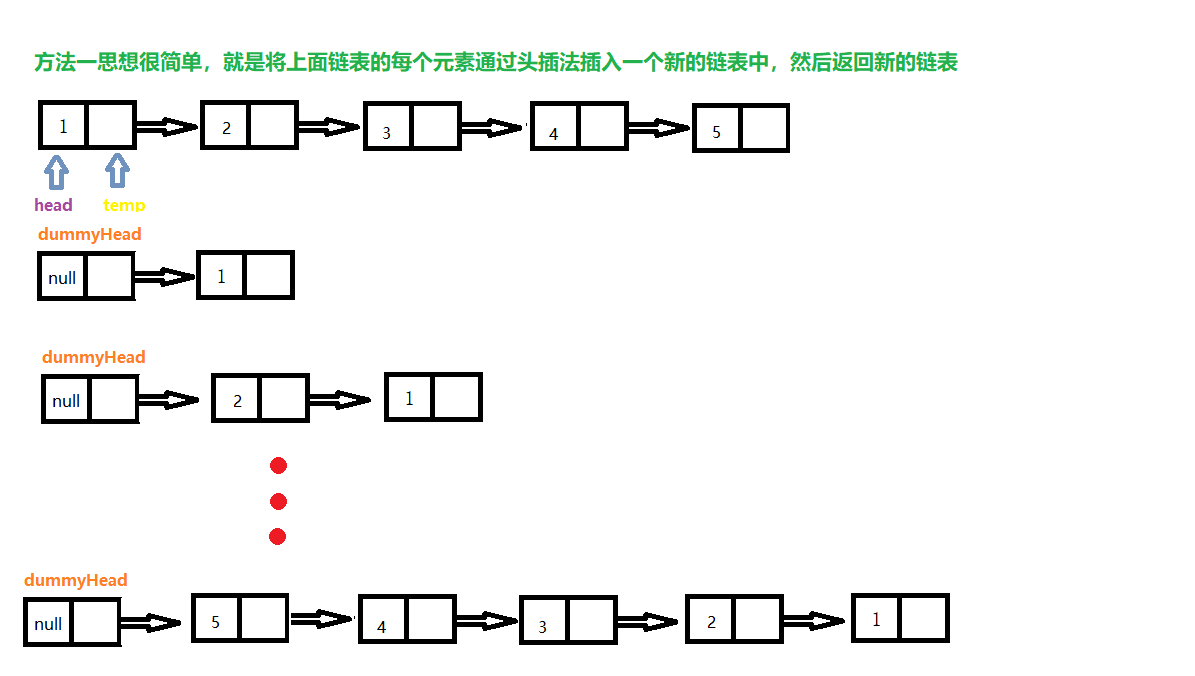 方法一思想很简单，就是将上面链表的每个元素通过头插法插入一个新的链表中，然后返回新的链表
1 2 3 4 5
head temp
dummyHead
null 1
dummyHead
null 2 1
dummyHead
null 5 4 3 2 1